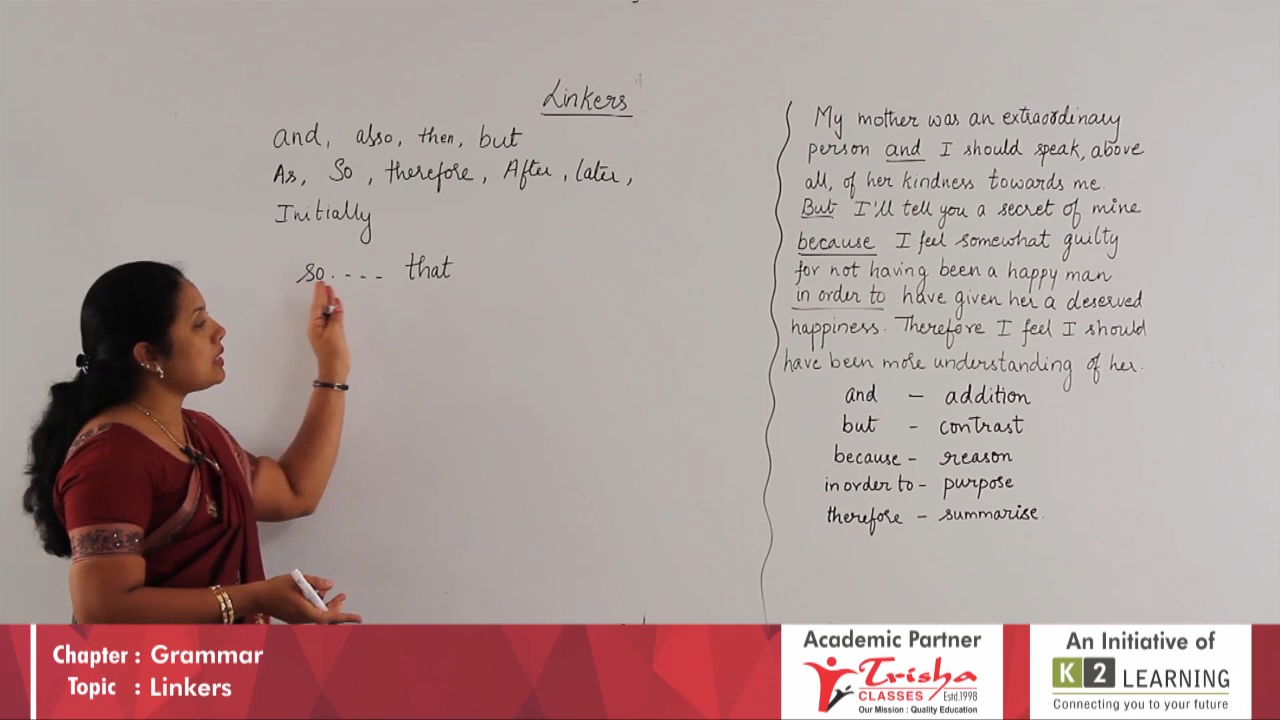 Linkers
and, also, then, but
As, So, therefore, After, later,
Initially
so.---- that
My mother was an extraordinary
person and I should speak, above
all, of her kindness towards me.
But I'll tell you a secret of mine
because I feel somewhat guilty
for not having been a happy man
in order to have given her a deserved
happiness. Therefore I feel I should
have been more understanding of her.
and – addition
but - contrast
because – reason
in order to – purpose
therefore – summarise.
Chapter : Grammar
Topic : Linkers
Academic Partner
Trisha
CLASSES Estd.1998
Our Mission : Quality Education
An Initiative of
K2 LEARNING
Connecting you to your future